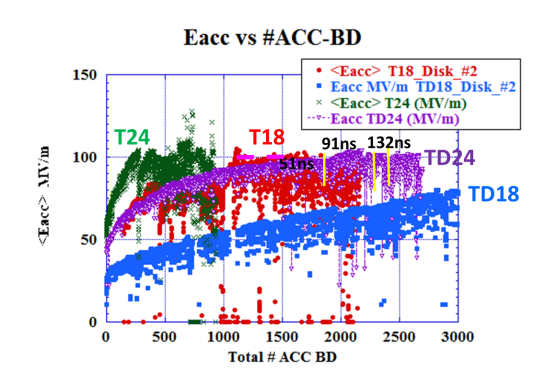 Eacc vs #ACC-BD
<Eacc> T18_Disk_#2
Eacc MV/m TD18_Disk_#2
<Eacc> T24 (MV/m)
Eacc TD24 (MV/m)
150
T24
T18
91ns
132ns
51ns
TD24
100
TD18
<Eacc> MV/m
50
0
0 500 1000 1500 2000 2500 3000
Total # ACC BD